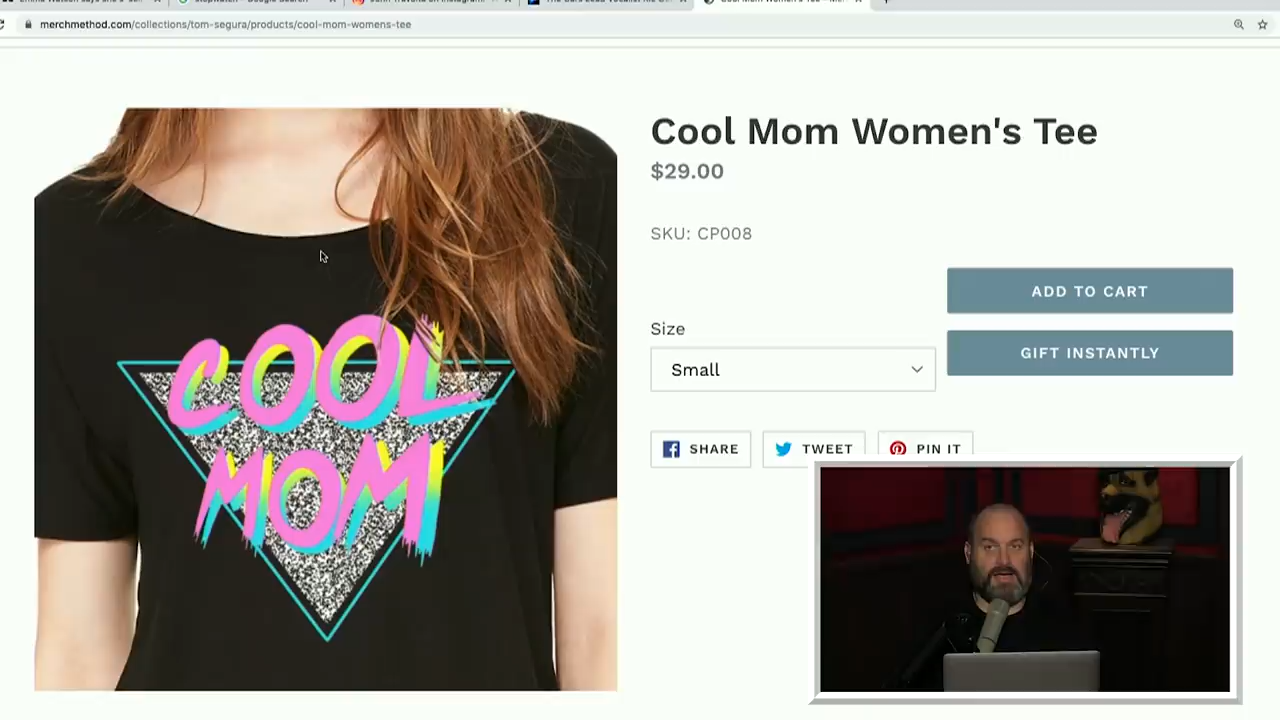 merchmethod.com/collections/tom-segura/products/cool-mom-womens-tee
Cool Mom Women's Tee
$29.00
SKU: CP008
ADD TO CART
Size
GIFT INSTANTLY
Small
SHARE
TWEET
PIN IT
COOL
MOM